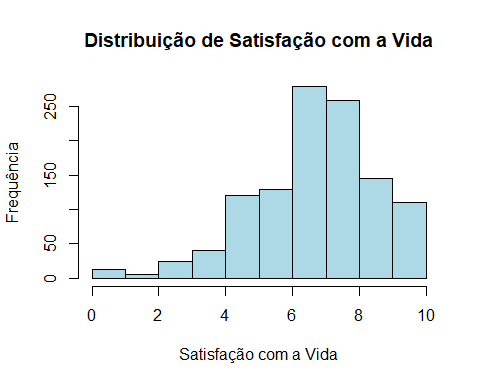 Distribuição de Satisfação com a Vida
Frequência
250
150
50
0
0 2 4 6 8 10
Satisfação com a Vida